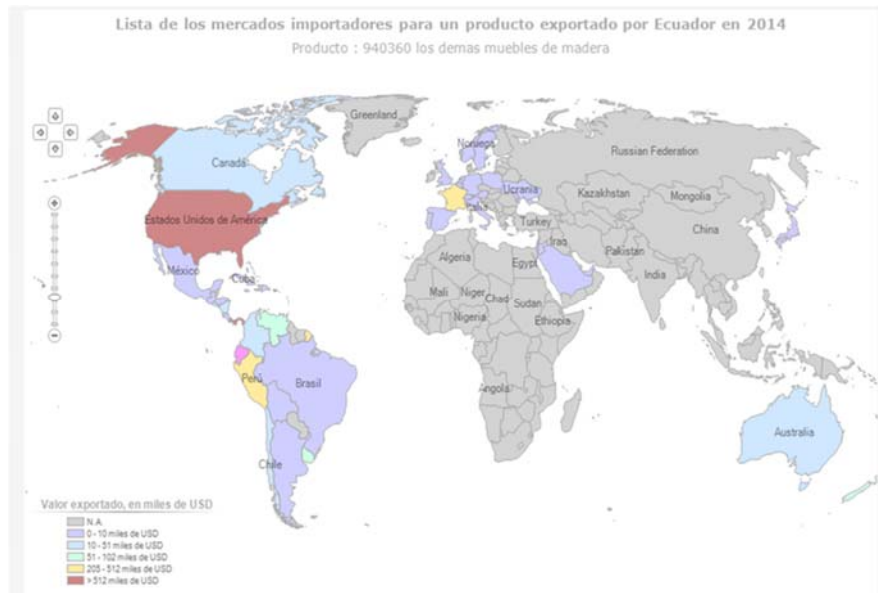 Lista de los mercados importadores para un producto exportado por Ecuador en 2014
Producto : 940360 los demas muebles de madera
Greenland
Canadá
Noruega
Russian Federation
Ucrania
Kazakhstan
Mongolia
Estados Unidos de América
Italia
Turkey
China
Iraq
Pakistan
México
Cuba
Algeria
Egypt
India
Mali
Niger
Chad
Sudan
Nigeria
Ethiopia
Perú
Brasil
Angola
Chile
Australia
Valor exportado, en miles de USD
N.A.
0 - 10 miles de USD
10 - 51 miles de USD
51 - 102 miles de USD
205 - 512 miles de USD
> 512 miles de USD